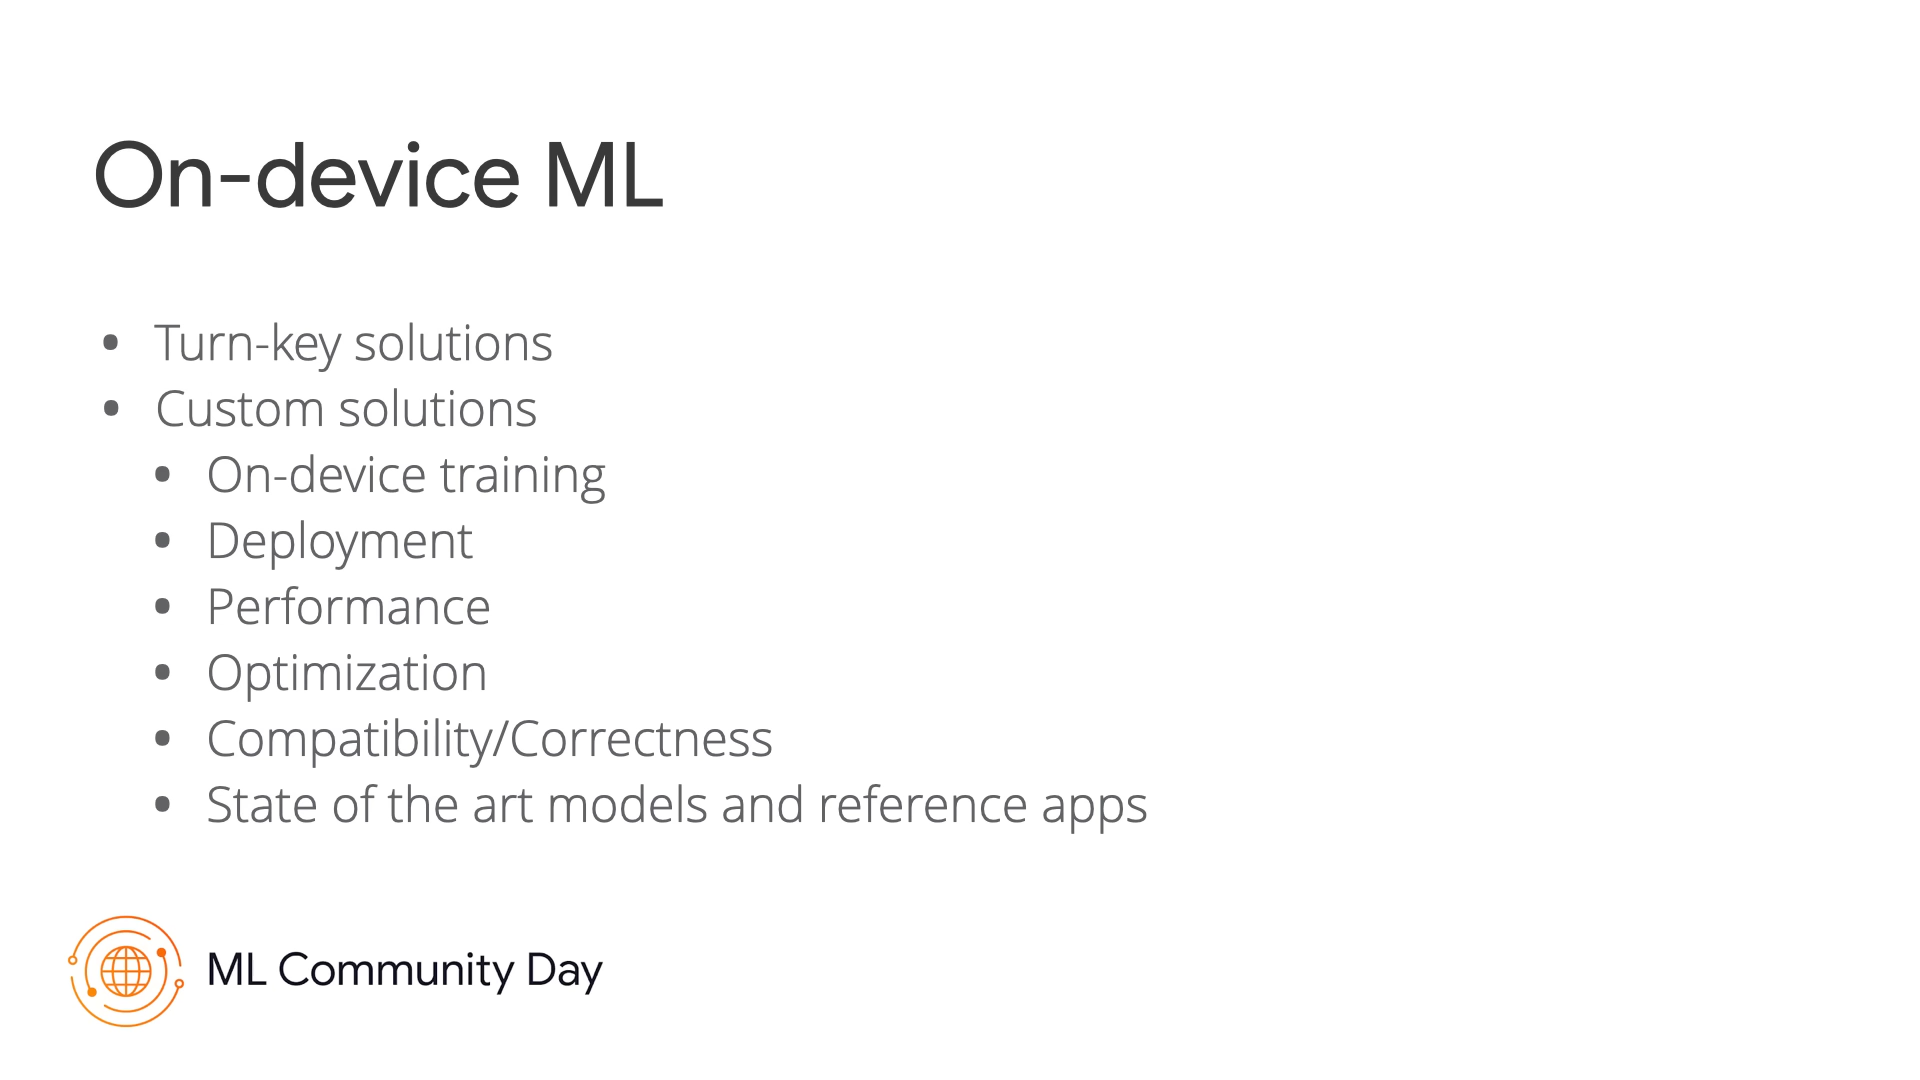 On-device ML
• Turn-key solutions
• Custom solutions
• On-device training
• Deployment
• Performance
• Optimization
• Compatibility/Correctness
• State of the art models and reference apps
ML Community Day